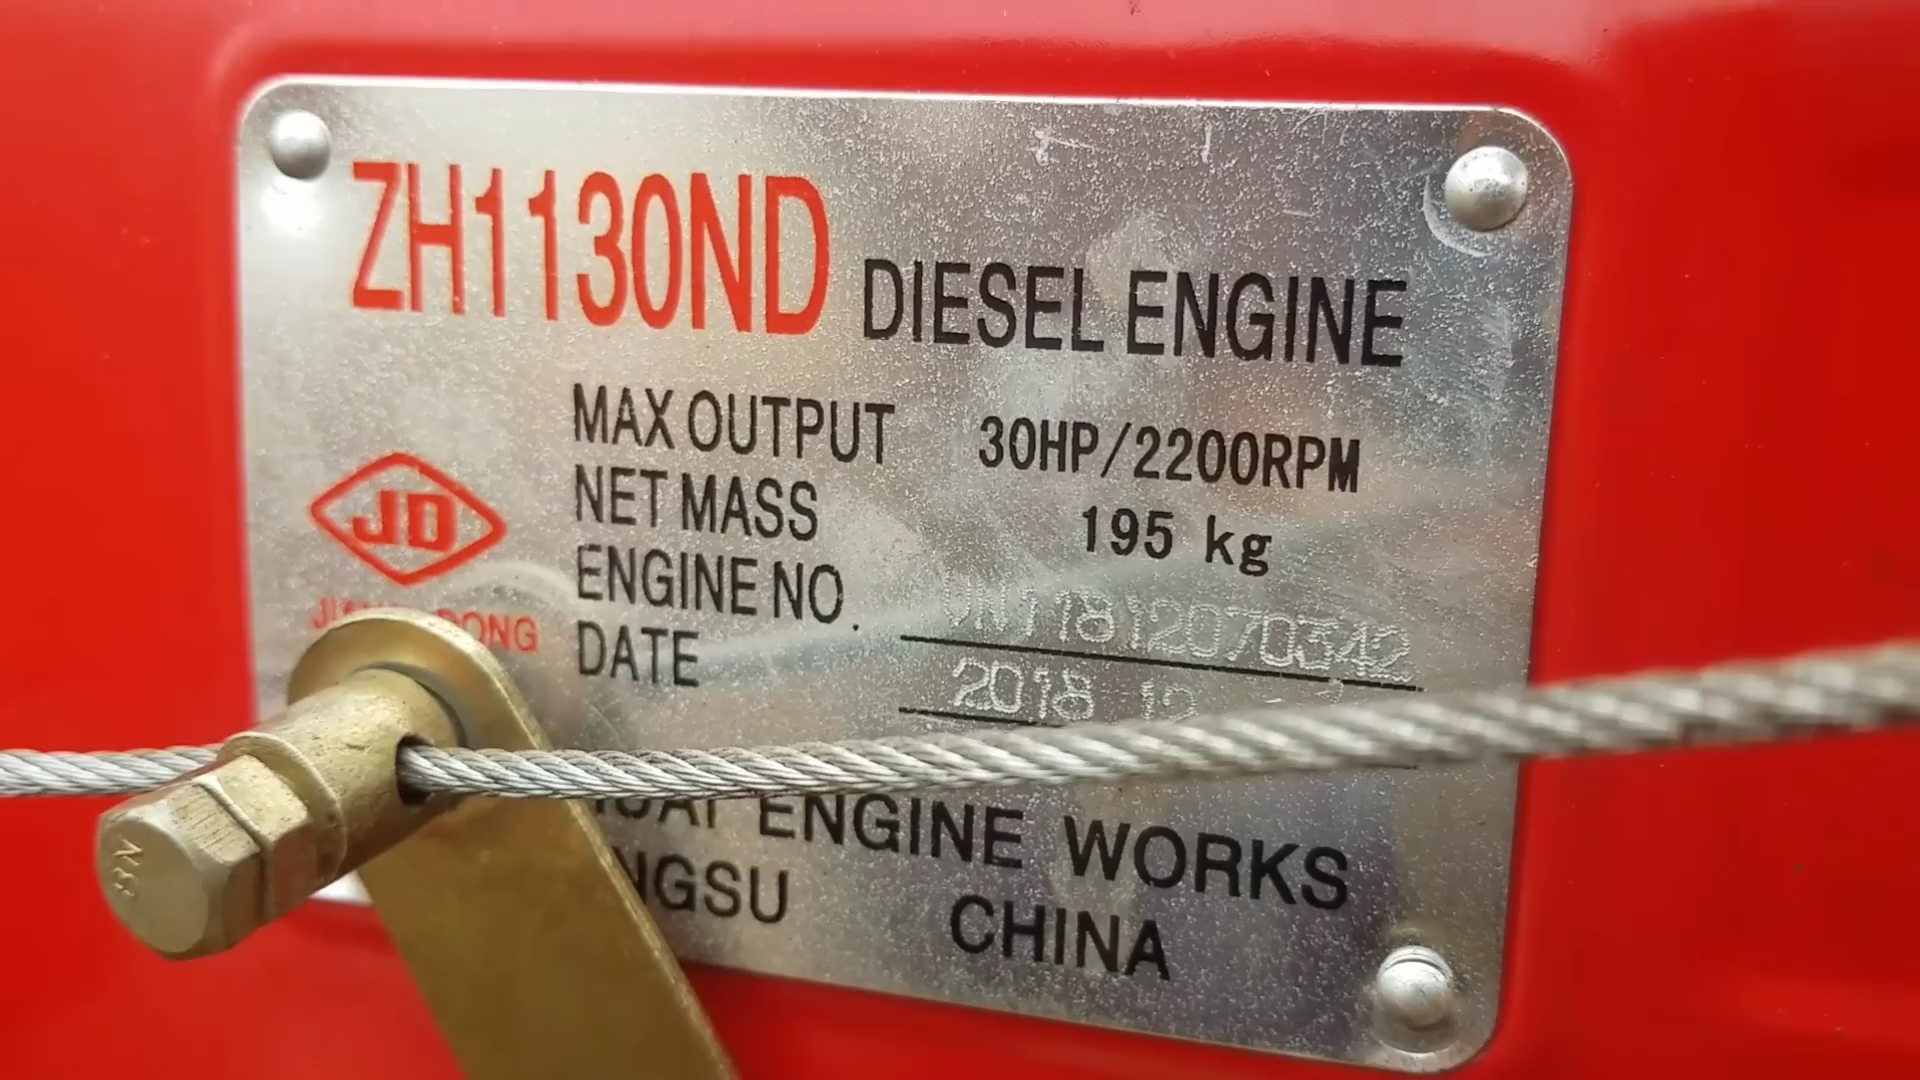 ZH1130ND DIESEL ENGINE
MAX OUTPUT 30HP/2200RPM
NET MASS 195 kg
JD
ENGINE NO.
DATE 2018 12
ENGINE WORKS
CHINA